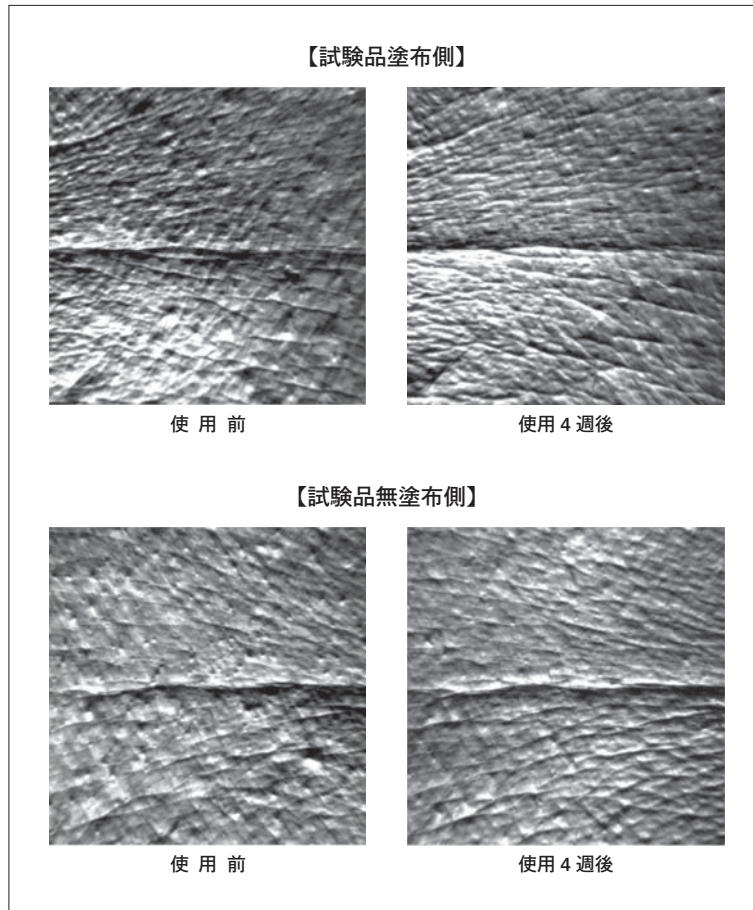 【試験品塗布側】
使 用 前
使用 4 週後
【試験品無塗布側】
使 用 前
使用 4 週後